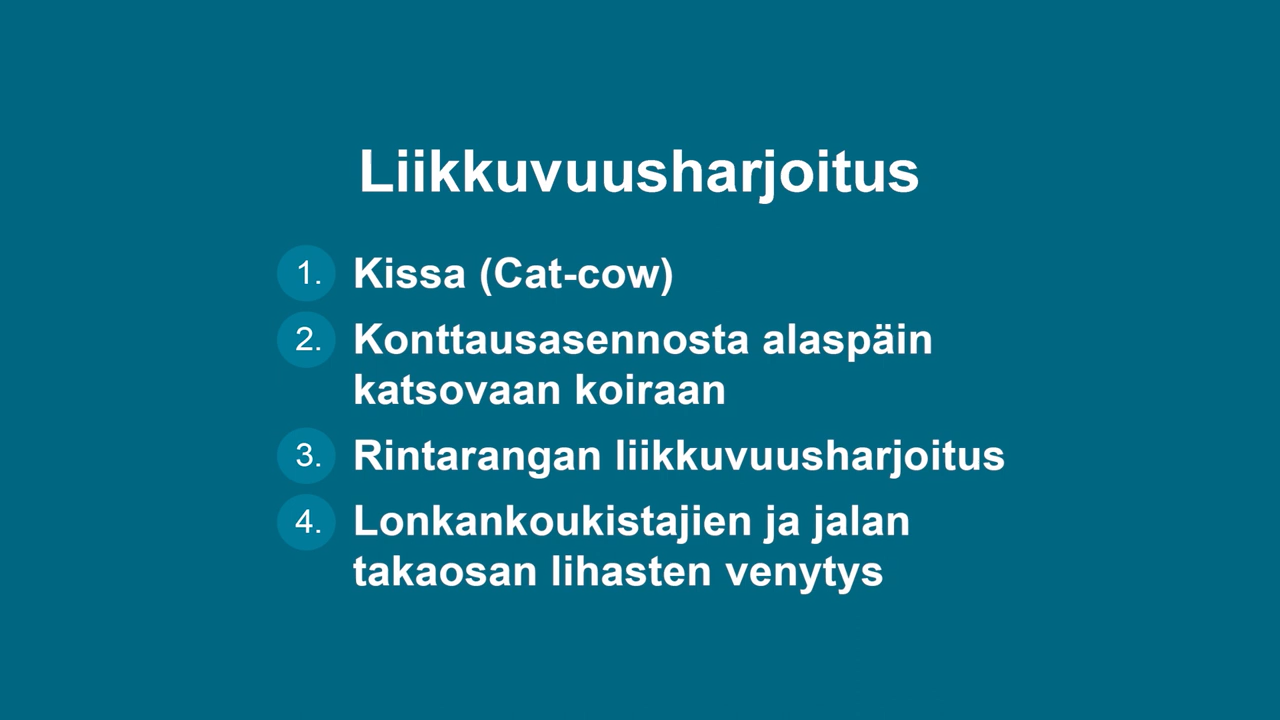 Liikkuvuusharjoitus
1. Kissa (Cat-cow)
2. Konttausasennosta alaspäin
katsovaan koiraan
3. Rintarangan liikkuvuusharjoitus
4. Lonkankoukistajien ja jalan
takaosan lihasten venytys